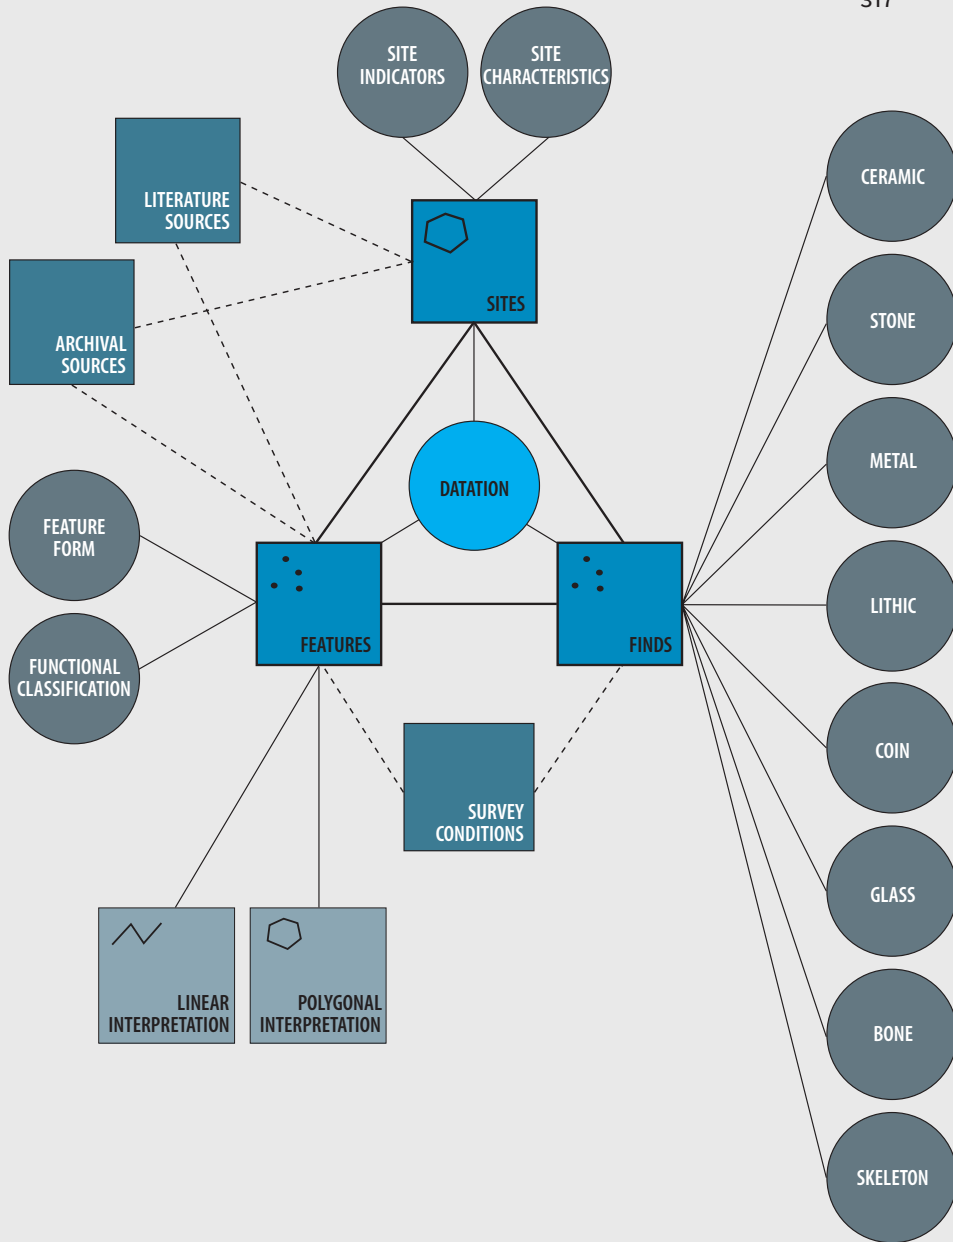 317
SITE
INDICATORS
SITE
CHARACTERISTICS
CERAMIC
LITERATURE
SOURCES
STONE
SITES
ARCHIVAL
SOURCES
METAL
DATATION
FEATURE
FORM
LITHIC
FEATURES
FINDS
FUNCTIONAL
CLASSIFICATION
COIN
SURVEY
CONDITIONS
GLASS
LINEAR
INTERPRETATION
POLYGONAL
INTERPRETATION
BONE
SKELETON